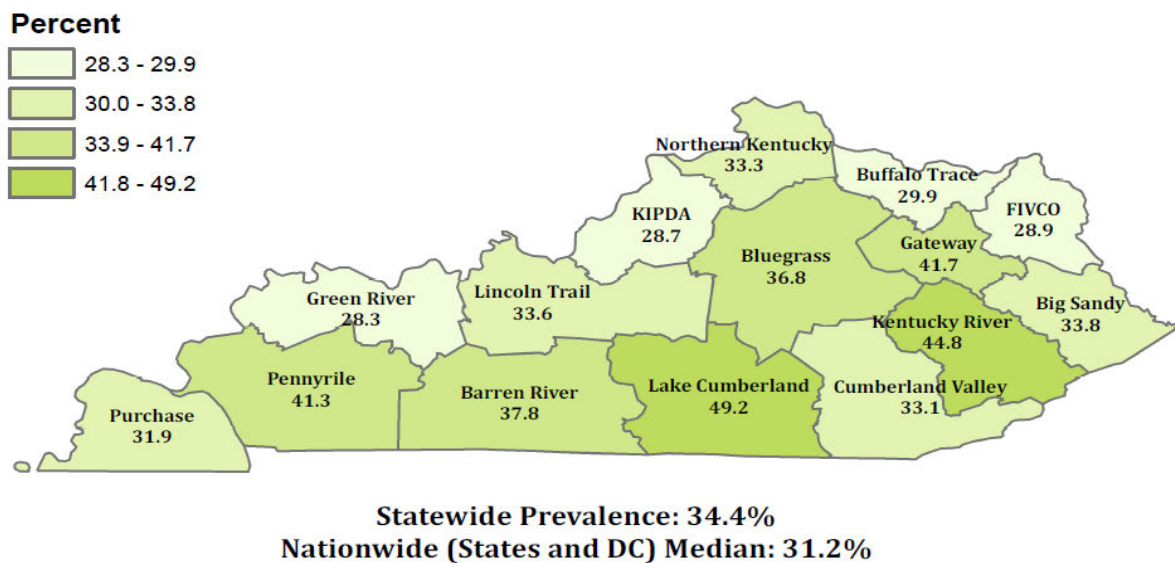 Percent
28.3 - 29.9
30.0 - 33.8
33.9 - 41.7
41.8 - 49.2
Northern Kentucky
33.3
Buffalo Trace
29.9
FIVCO
28.9
KIPDA
28.7
Bluegrass
36.8
Gateway
41.7
Green River
28.3
Lincoln Trail
33.6
Big Sandy
33.8
Kentucky River
44.8
Pennyrile
41.3
Barren River
37.8
Lake Cumberland
49.2
Cumberland Valley
33.1
Purchase
31.9
Statewide Prevalence: 34.4%
Nationwide (States and DC) Median: 31.2%